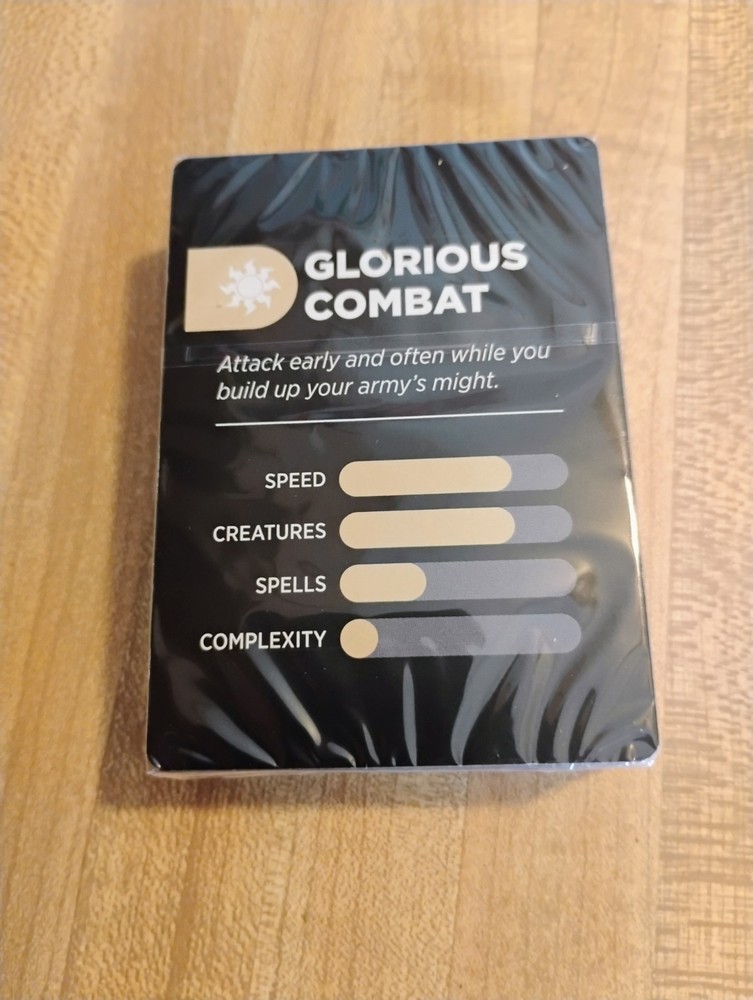 GLORIOUS
COMBAT
Attack early and often while you
build up your army's might.
SPEED
CREATURES
SPELLS
COMPLEXITY